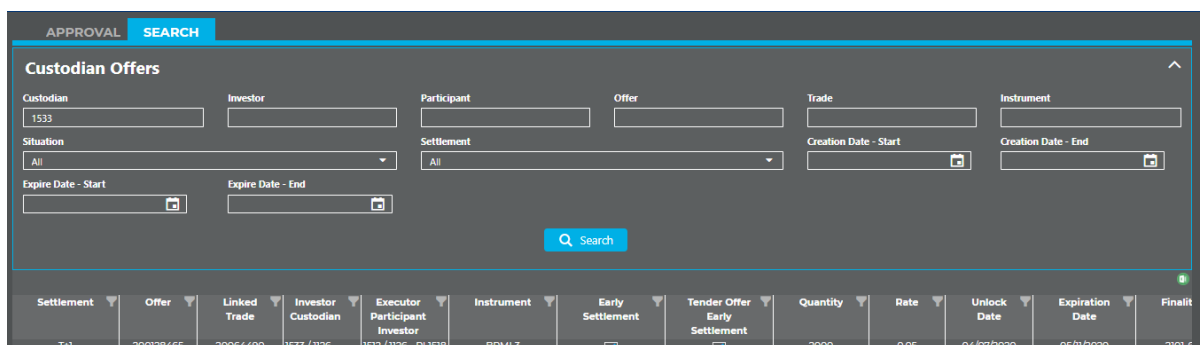 APPROVAL SEARCH
Custodian Offers
Custodian Investor Participant Offer Trade Instrument
1533
Situation Settlement Creation Date - Start Creation Date - End
All All
Expire Date - Start Expire Date - End
Search
Settlement Offer Linked Trade Investor Custodian Executor Participant Investor Instrument Early Settlement Tender Offer Early Settlement Quantity Rate Unlock Date Expiration Date Finalit